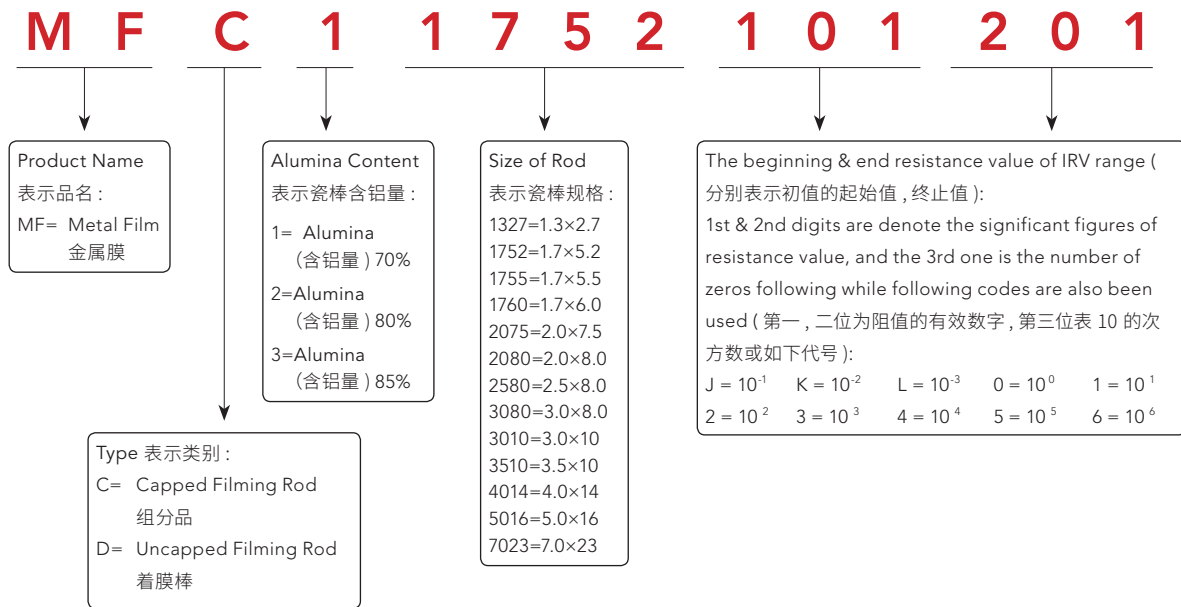 M F C 1 1 7 5 2 1 0 1 2 0 1
Product Name
表示品名 :
MF= Metal Film
金属膜
Type 表示类别 :
C= Capped Filming Rod
组分品
D= Uncapped Filming Rod
着膜棒
Alumina Content
表示瓷棒含铝量 :
1= Alumina
(含铝量 ) 70%
2=Alumina
(含铝量 ) 80%
3=Alumina
(含铝量 ) 85%
Size of Rod
表示瓷棒规格 :
1327=1.3×2.7
1752=1.7×5.2
1755=1.7×5.5
1760=1.7×6.0
2075=2.0×7.5
2080=2.0×8.0
2580=2.5×8.0
3080=3.0×8.0
3010=3.0×10
3510=3.5×10
4014=4.0×14
5016=5.0×16
7023=7.0×23
The beginning & end resistance value of IRV range (
分别表示初值的起始值 , 终止值 ):
1st & 2nd digits are denote the significant figures of
resistance value, and the 3rd one is the number of
zeros following while following codes are also been
used ( 第一 , 二位为阻值的有效数字 , 第三位表 10 的次
方数或如下代号 ):
J = 10⁻¹ K = 10⁻² L = 10⁻³ 0 = 10⁰ 1 = 10¹
2 = 10² 3 = 10³ 4 = 10⁴ 5 = 10⁵ 6 = 10⁶